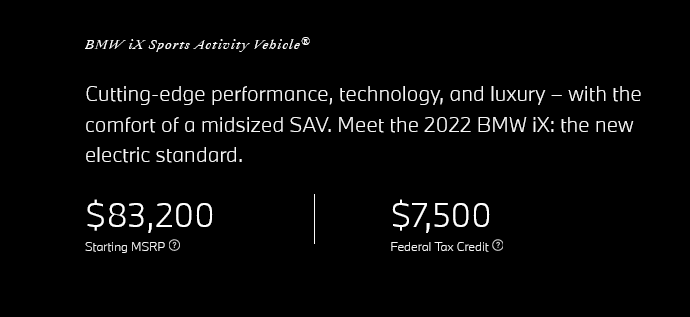 BMW iX Sports Activity Vehicle®
Cutting-edge performance, technology, and luxury – with the
comfort of a midsized SAV. Meet the 2022 BMW iX: the new
electric standard.
$83,200
Starting MSRP ?
$7,500
Federal Tax Credit ?